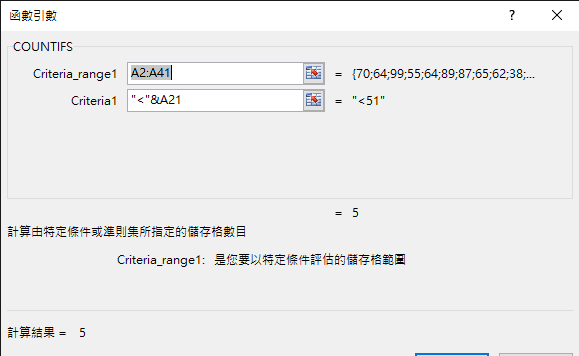 函數引數
? ×
COUNTIFS
Criteria_range1 A2:A41 = {70;64;99;55;64;89;87;65;62;38;...
Criteria1 "<"&A21 = "<51"
= 5
計算由特定條件或準則集所指定的儲存格數目
Criteria_range1: 是您要以特定條件評估的儲存格範圍
計算結果 = 5